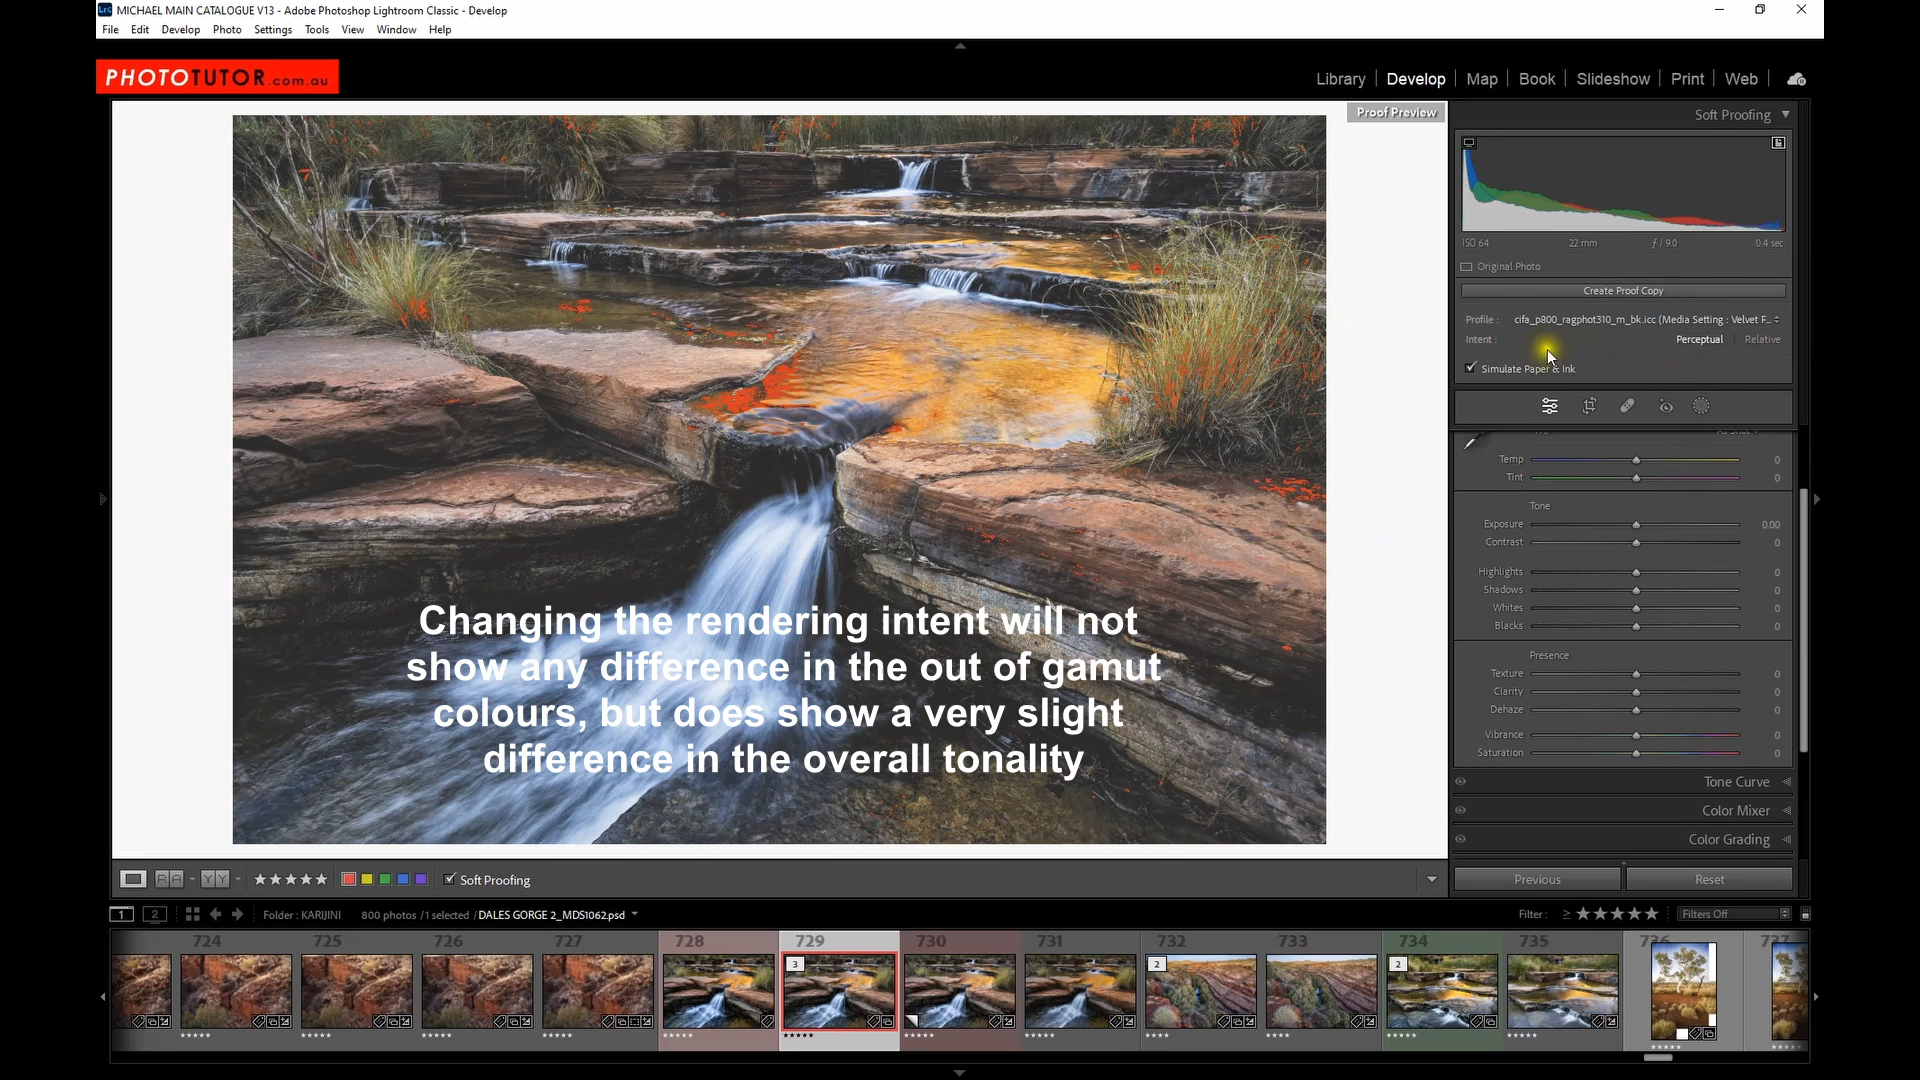 MICHAEL MAIN CATALOGUE V13 - Adobe Photoshop Lightroom Classic - Develop
File Edit Develop Photo Settings Tools View Window Help
PHOTOTUTOR.com.au
Library Develop Map Book Slideshow Print Web
Proof Preview
Soft Proofing
ISO 64 22 mm ƒ / 9.0 0.4 sec
Original Photo
Create Proof Copy
Profile : cifa_p800_ragphot310_m_bk.icc (Media Setting : Velvet F...
Intent : Perceptual Relative
Simulate Paper & Ink
Temp 0
Tint 0
Tone
Exposure 0.00
Contrast 0
Highlights 0
Shadows 0
Whites 0
Blacks 0
Presence
Texture 0
Clarity 0
Dehaze 0
Vibrance 0
Saturation 0
Tone Curve
Color Mixer
Color Grading
Previous Reset
Changing the rendering intent will not
show any difference in the out of gamut
colours, but does show a very slight
difference in the overall tonality
RA YY Soft Proofing
1 2 Folder : KARIJINI 800 photos / 1 selected / DALES GORGE 2_MDS1062.psd
Filter : ≥ Filters Off
724 725 726 727 728 729 730 731 732 733 734 735 736 737
3 2 2